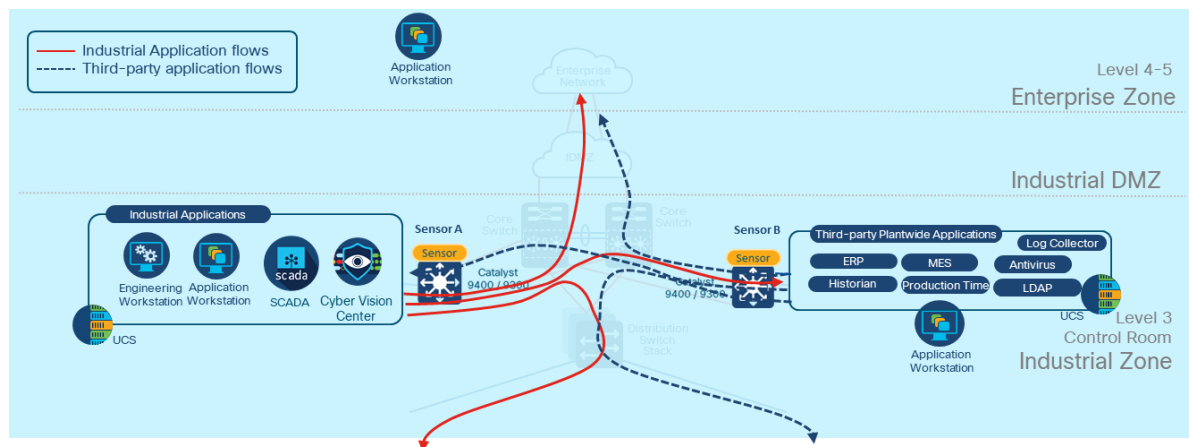 Industrial Application flows
Third-party application flows
Application
Workstation
Enterprise
Network
Level 4-5
Enterprise Zone
IDMZ
Industrial DMZ
Industrial Applications
Engineering
Workstation
Application
Workstation
scada
SCADA
Cyber Vision
Center
UCS
Sensor A
Sensor
Catalyst
9400 / 9300
Core
Switch
Core
Switch
Distribution
Switch
Stack
Sensor B
Sensor
Catalyst
9400 / 9300
Third-party Plantwide Applications
Log Collector
ERP
MES
Antivirus
Historian
Production Time
LDAP
UCS
Application
Workstation
Level 3
Control Room
Industrial Zone